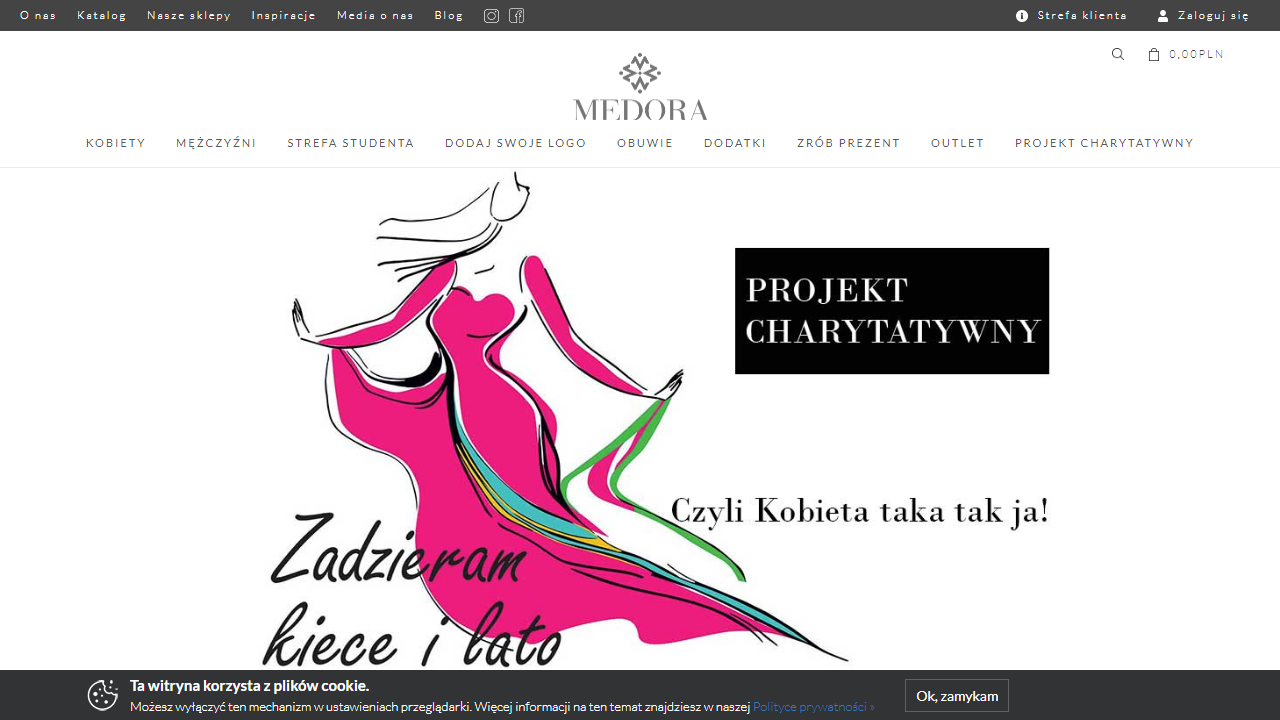 O nas Katalog Nasze sklepy Inspiracje Media o nas Blog Strefa klienta Zaloguj się
0,00PLN
MEDORA
KOBIETY MĘŻCZYŹNI STREFA STUDENTA DODAJ SWOJE LOGO OBUWIE DODATKI ZRÓB PREZENT OUTLET PROJEKT CHARYTATYWNY
PROJEKT
CHARYTATYWNY
Czyli Kobieta taka tak ja!
Zadzieram
kiece i lato
Ta witryna korzysta z plików cookie.
Możesz wyłączyć ten mechanizm w ustawieniach przeglądarki. Więcej informacji na ten temat znajdziesz w naszej Polityce prywatności »
Ok, zamykam